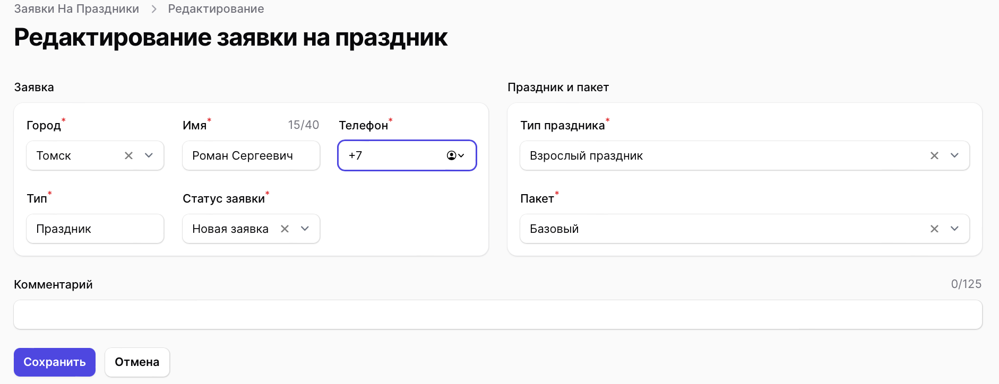 Заявки На Праздники > Редактирование
Редактирование заявки на праздник
Заявка
Город*
Имя*
15/40
Телефон*
Томск
Роман Сергеевич
+7
Тип*
Статус заявки*
Праздник
Новая заявка
Праздник и пакет
Тип праздника*
Взрослый праздник
Пакет*
Базовый
Комментарий
0/125
Сохранить
Отмена